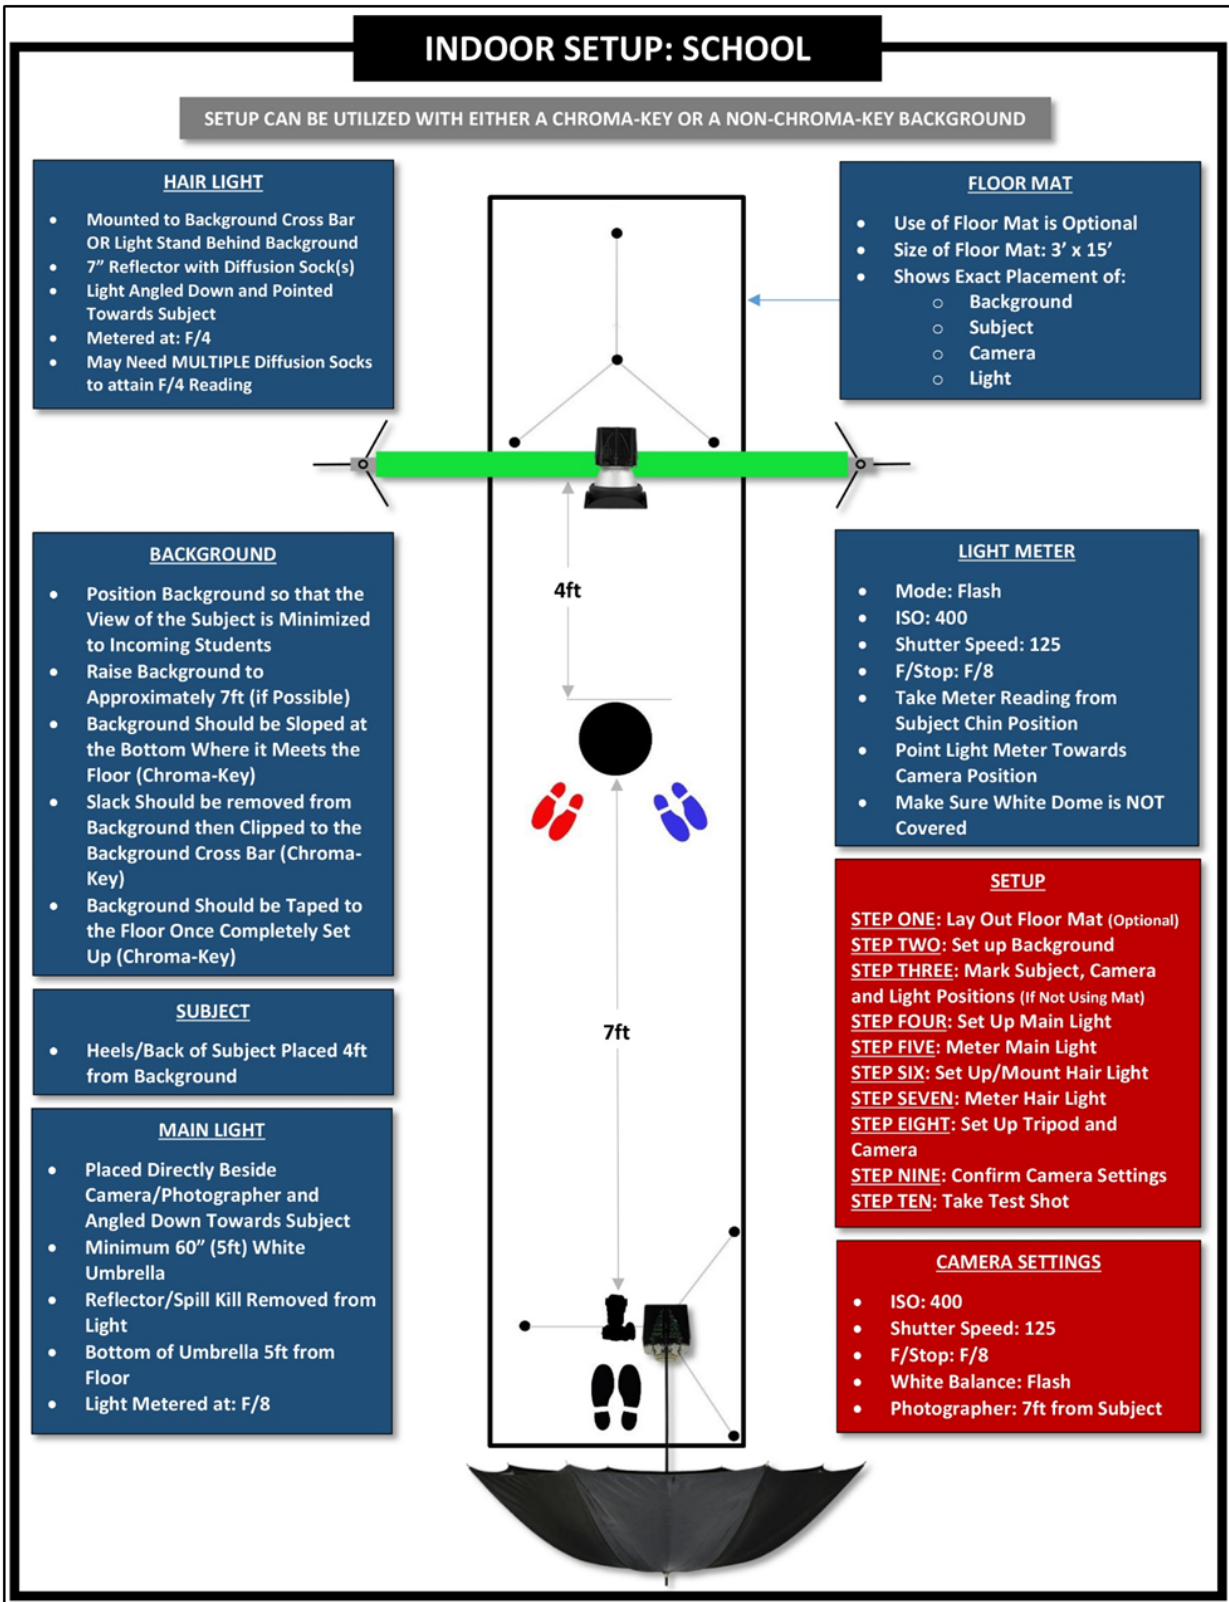 INDOOR SETUP: SCHOOL
SETUP CAN BE UTILIZED WITH EITHER A CHROMA-KEY OR A NON-CHROMA-KEY BACKGROUND
HAIR LIGHT
• Mounted to Background Cross Bar
OR Light Stand Behind Background
• 7” Reflector with Diffusion Sock(s)
• Light Angled Down and Pointed
Towards Subject
• Metered at: F/4
• May Need MULTIPLE Diffusion Socks
to attain F/4 Reading
FLOOR MAT
• Use of Floor Mat is Optional
• Size of Floor Mat: 3’ x 15’
• Shows Exact Placement of:
o Background
o Subject
o Camera
o Light
4ft
BACKGROUND
• Position Background so that the
View of the Subject is Minimized
to Incoming Students
• Raise Background to
Approximately 7ft (if Possible)
• Background Should be Sloped at
the Bottom Where it Meets the
Floor (Chroma-Key)
• Slack Should be removed from
Background then Clipped to the
Background Cross Bar (Chroma-
Key)
• Background Should be Taped to
the Floor Once Completely Set
Up (Chroma-Key)
LIGHT METER
• Mode: Flash
• ISO: 400
• Shutter Speed: 125
• F/Stop: F/8
• Take Meter Reading from
Subject Chin Position
• Point Light Meter Towards
Camera Position
• Make Sure White Dome is NOT
Covered
SUBJECT
• Heels/Back of Subject Placed 4ft
from Background
7ft
SETUP
STEP ONE: Lay Out Floor Mat (Optional)
STEP TWO: Set up Background
STEP THREE: Mark Subject, Camera
and Light Positions (If Not Using Mat)
STEP FOUR: Set Up Main Light
STEP FIVE: Meter Main Light
STEP SIX: Set Up/Mount Hair Light
STEP SEVEN: Meter Hair Light
STEP EIGHT: Set Up Tripod and
Camera
STEP NINE: Confirm Camera Settings
STEP TEN: Take Test Shot
MAIN LIGHT
• Placed Directly Beside
Camera/Photographer and
Angled Down Towards Subject
• Minimum 60” (5ft) White
Umbrella
• Reflector/Spill Kill Removed from
Light
• Bottom of Umbrella 5ft from
Floor
• Light Metered at: F/8
CAMERA SETTINGS
• ISO: 400
• Shutter Speed: 125
• F/Stop: F/8
• White Balance: Flash
• Photographer: 7ft from Subject